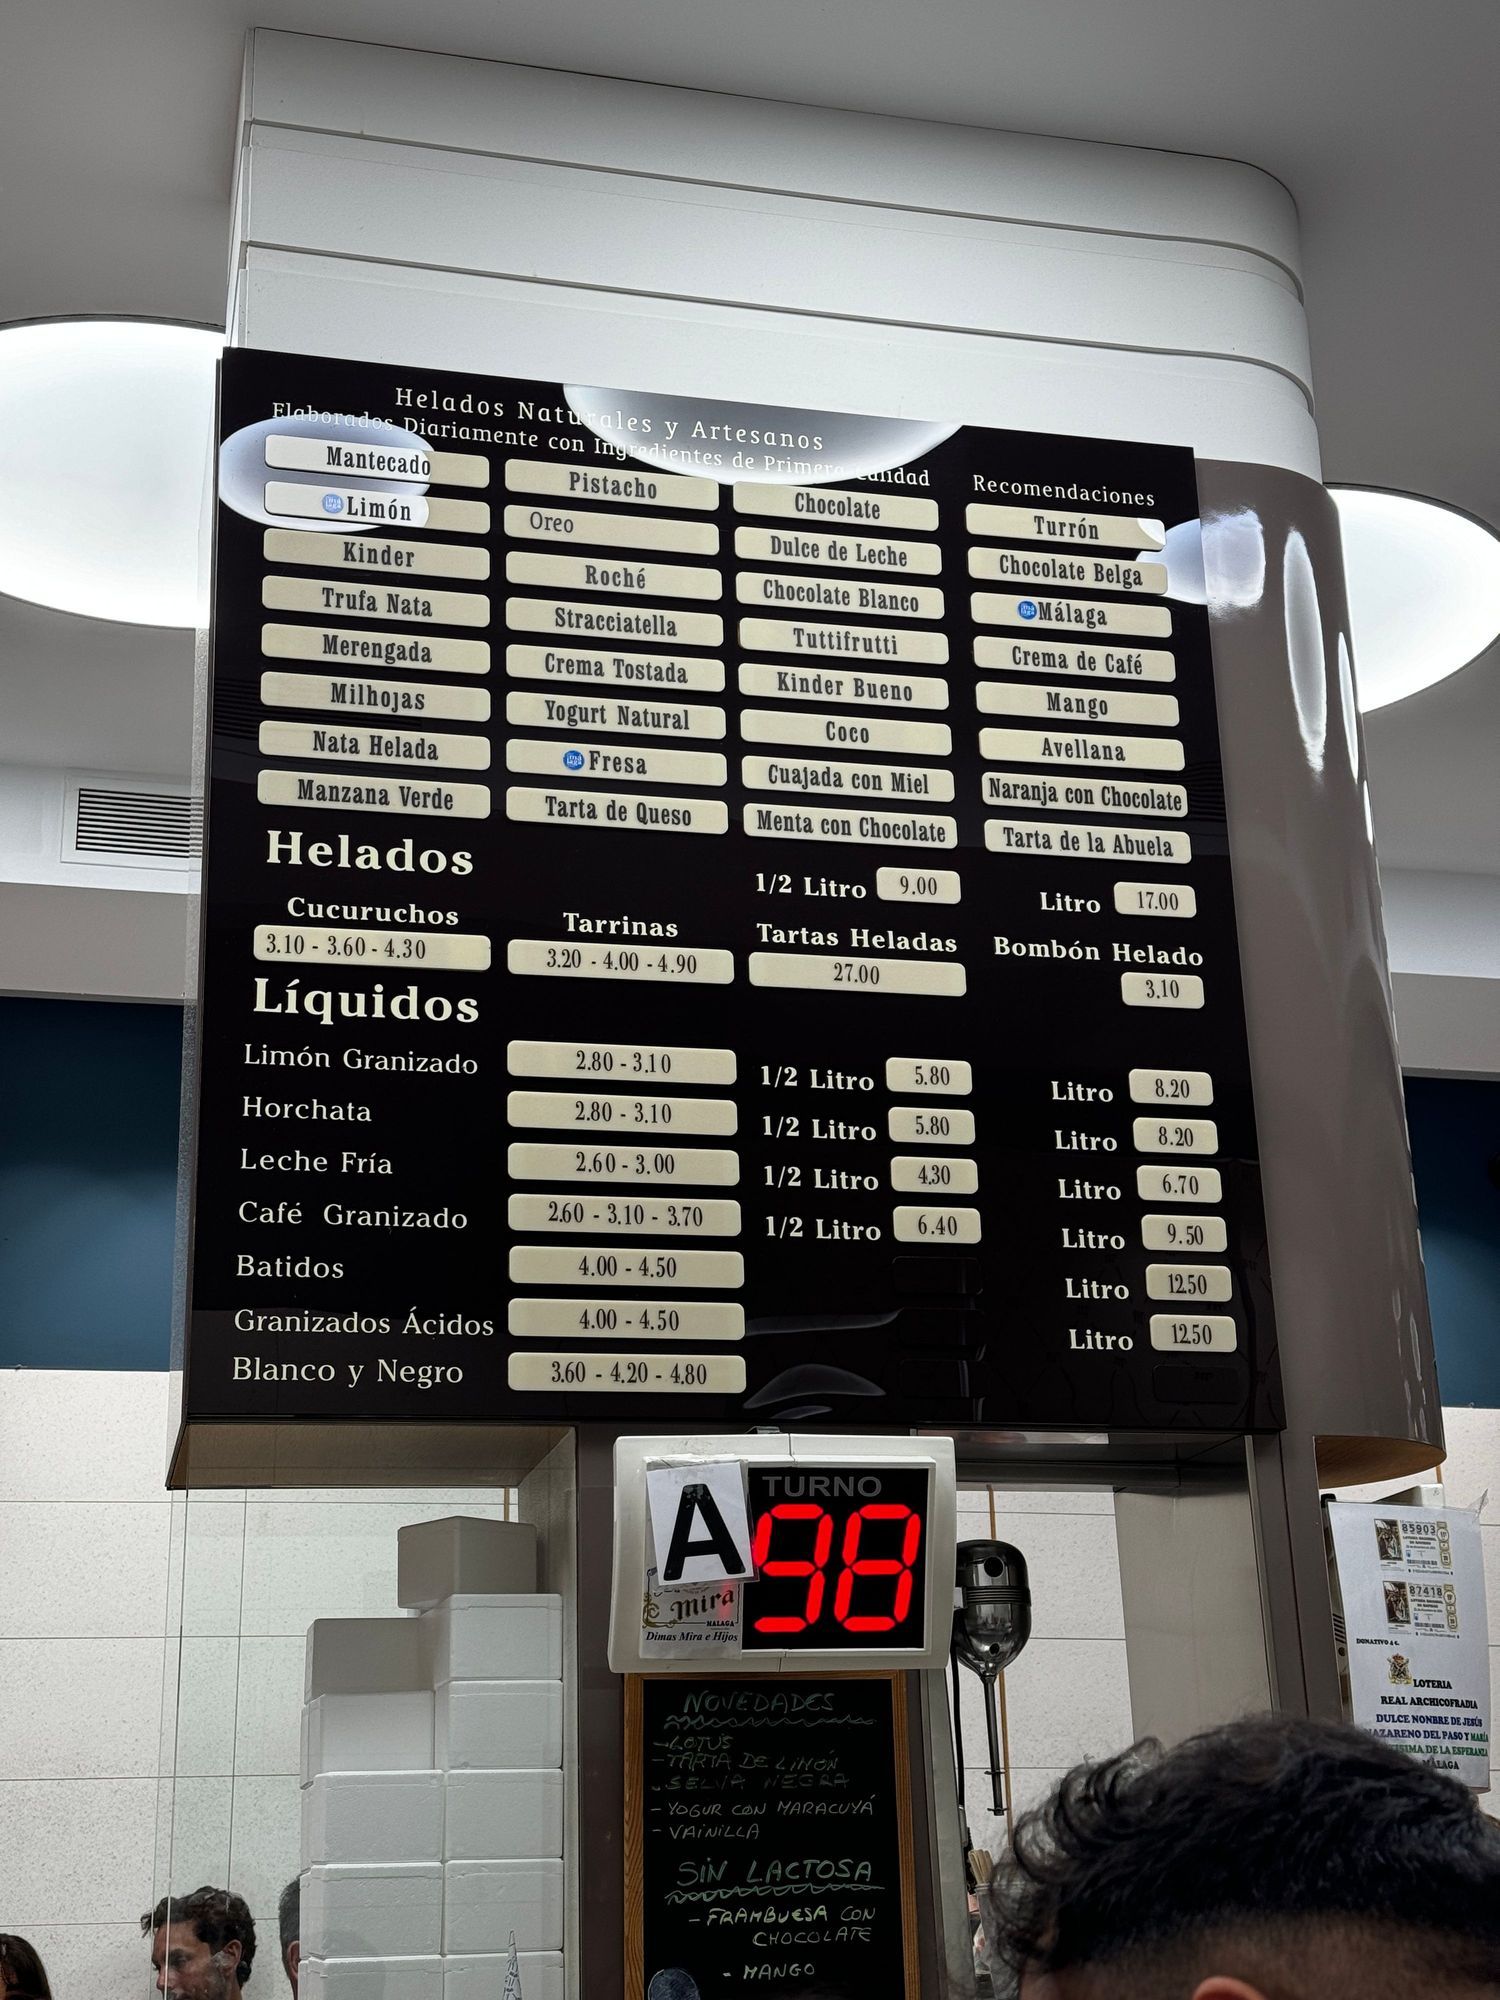 Helados Naturales y Artesanos
Elaborados Diariamente con Ingredientes de Primera Calidad
Mantecado
málaga Limón
Kinder
Trufa Nata
Merengada
Milhojas
Nata Helada
Manzana Verde
Pistacho
Oreo
Roché
Stracciatella
Crema Tostada
Yogurt Natural
málaga Fresa
Tarta de Queso
Chocolate
Dulce de Leche
Chocolate Blanco
Tuttifrutti
Kinder Bueno
Coco
Cuajada con Miel
Menta con Chocolate
Recomendaciones
Turrón
Chocolate Belga
málaga Málaga
Crema de Café
Mango
Avellana
Naranja con Chocolate
Tarta de la Abuela
Helados
1/2 Litro 9.00 Litro 17.00
Cucuruchos Tarrinas Tartas Heladas Bombón Helado
3.10 - 3.60 - 4.30 3.20 - 4.00 - 4.90 27.00 3.10
Líquidos
Limón Granizado 2.80 - 3.10 1/2 Litro 5.80 Litro 8.20
Horchata 2.80 - 3.10 1/2 Litro 5.80 Litro 8.20
Leche Fría 2.60 - 3.00 1/2 Litro 4.30 Litro 6.70
Café Granizado 2.60 - 3.10 - 3.70 1/2 Litro 6.40 Litro 9.50
Batidos 4.00 - 4.50 Litro 12.50
Granizados Ácidos 4.00 - 4.50 Litro 12.50
Blanco y Negro 3.60 - 4.20 - 4.80
TURNO
A 98
Mira
MALAGA
Dimas Mira e Hijos
NOVEDADES
- LOTUS
- TARTA DE LIMÓN
- SELVA NEGRA
- YOGUR CON MARACUYÁ
- VAINILLA
SIN LACTOSA
- FRAMBUESA CON
CHOCOLATE
- MANGO
85903
87418
DONATIVO 4 €.
LOTERIA
REAL ARCHICOFRADIA
DULCE NONBRE DE JESÚS
NAZARENO DEL PASO Y MARÍA
DE LA ESPERANZA
MÁLAGA